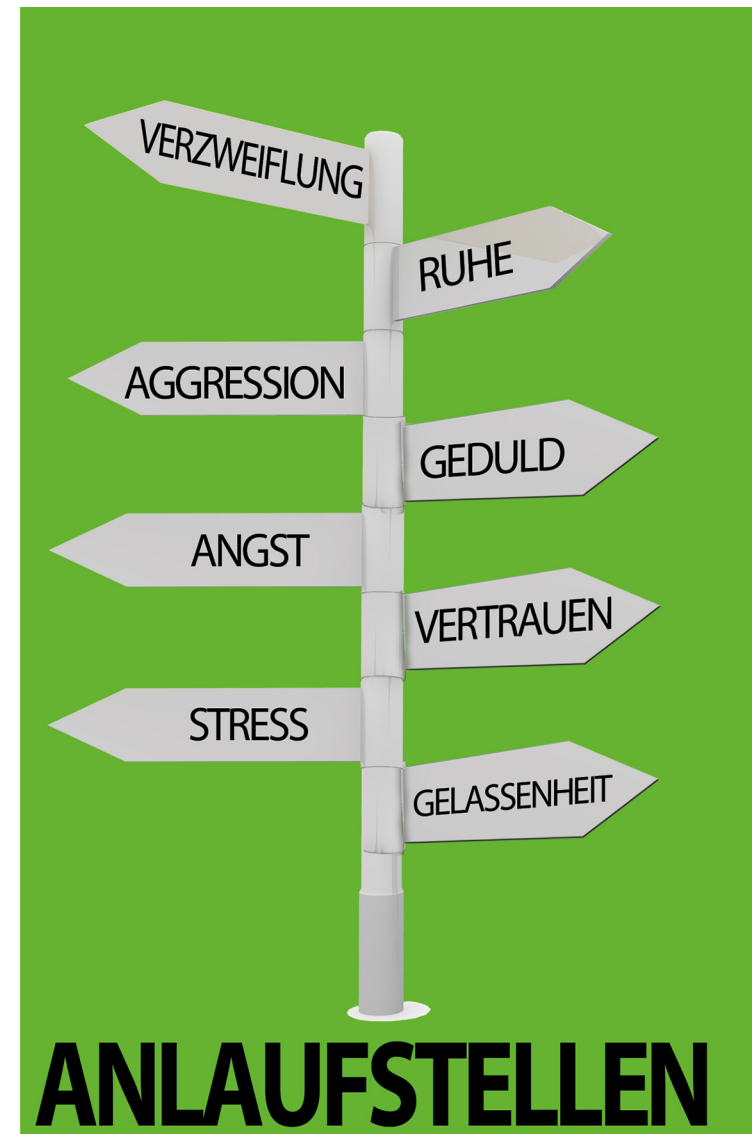 VERZWEIFLUNG
RUHE
AGGRESSION
GEDULD
ANGST
VERTRAUEN
STRESS
GELASSENHEIT
ANLAUFSTELLEN